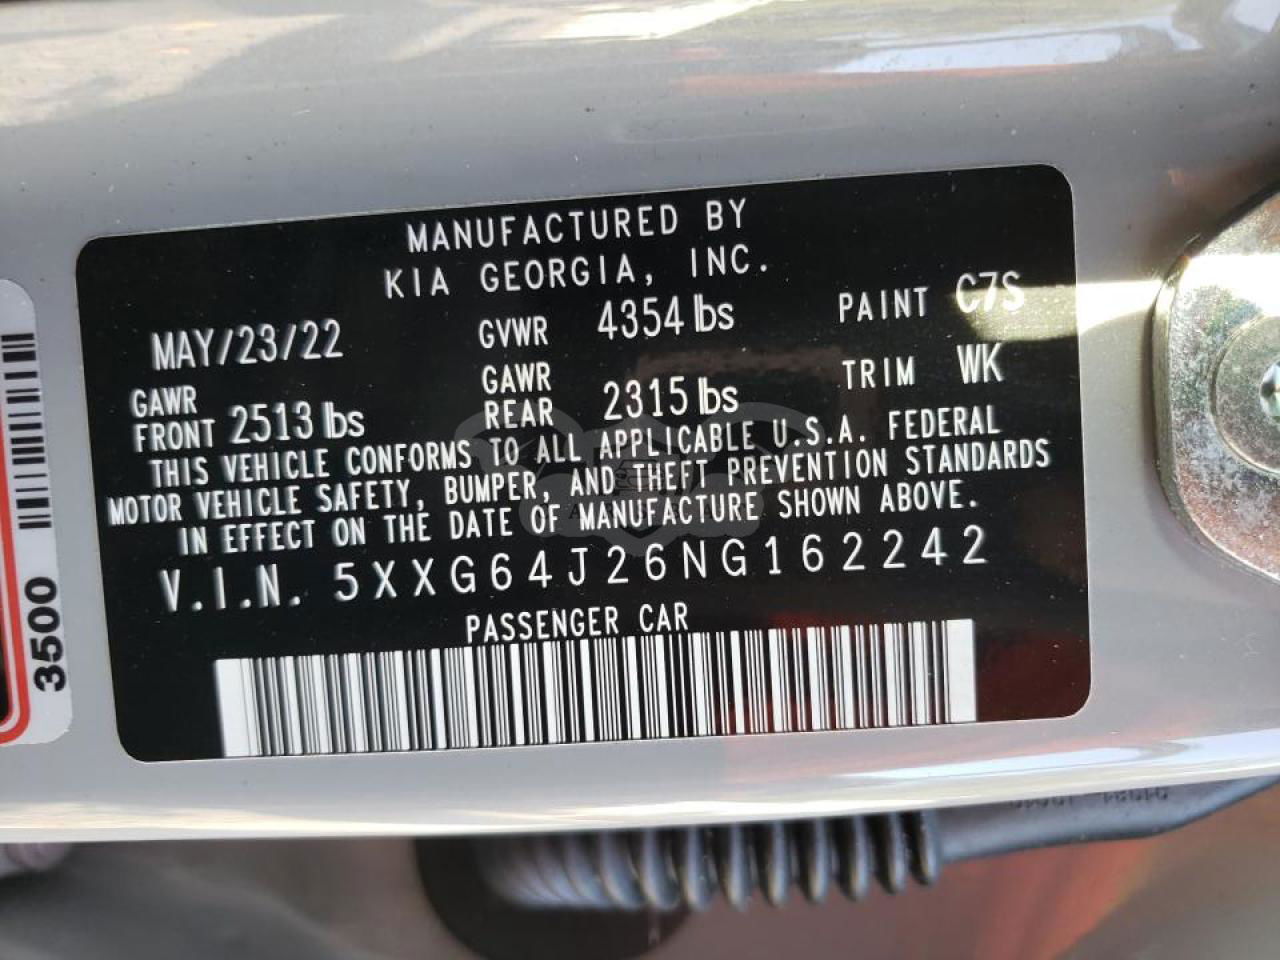 MANUFACTURED BY
KIA GEORGIA, INC.
MAY/23/22 GVWR 4354 lbs PAINT C7S
GAWR FRONT 2513 lbs GAWR REAR 2315 lbs TRIM WK
THIS VEHICLE CONFORMS TO ALL APPLICABLE U.S.A. FEDERAL
MOTOR VEHICLE SAFETY, BUMPER, AND THEFT PREVENTION STANDARDS
IN EFFECT ON THE DATE OF MANUFACTURE SHOWN ABOVE.
V.I.N. 5XXG64J26NG162242
PASSENGER CAR
3500